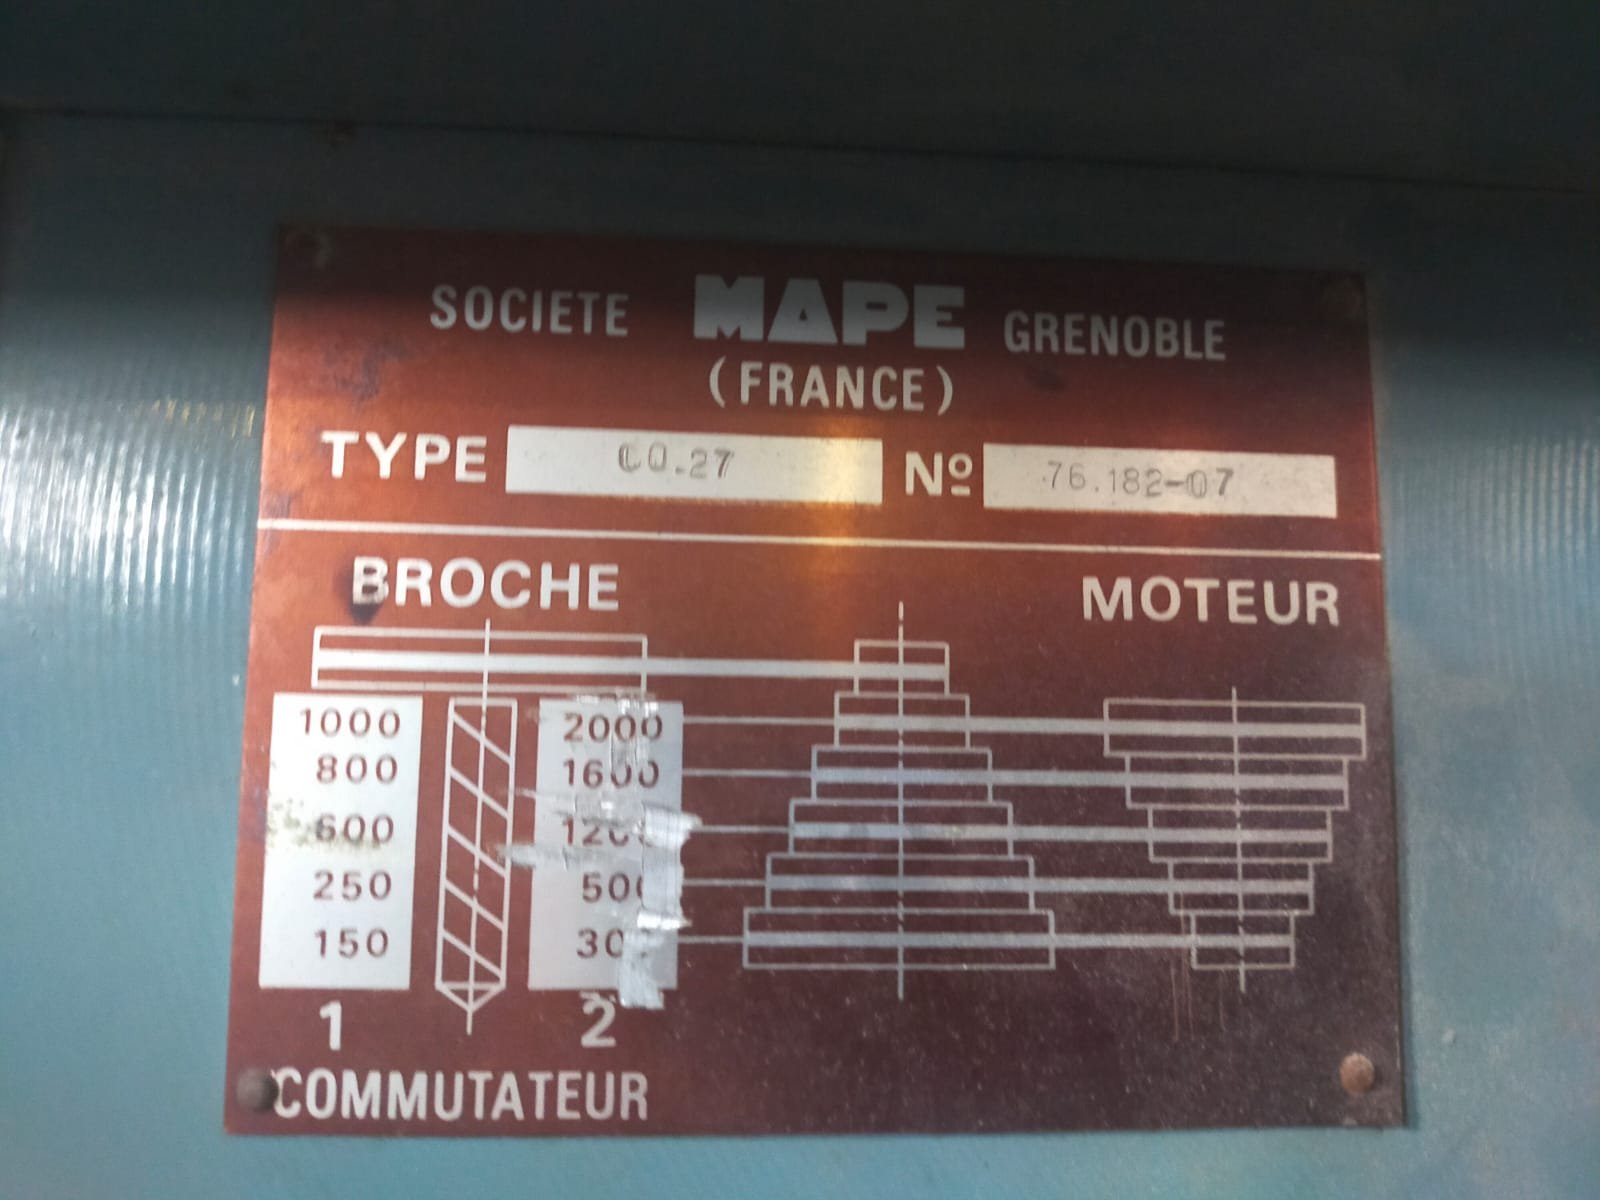 SOCIETE MAPE GRENOBLE
(FRANCE)
TYPE CO.27 Nº 76.182-07
BROCHE MOTEUR
1000 2000
800 1600
600
250
150
1 2
COMMUTATEUR